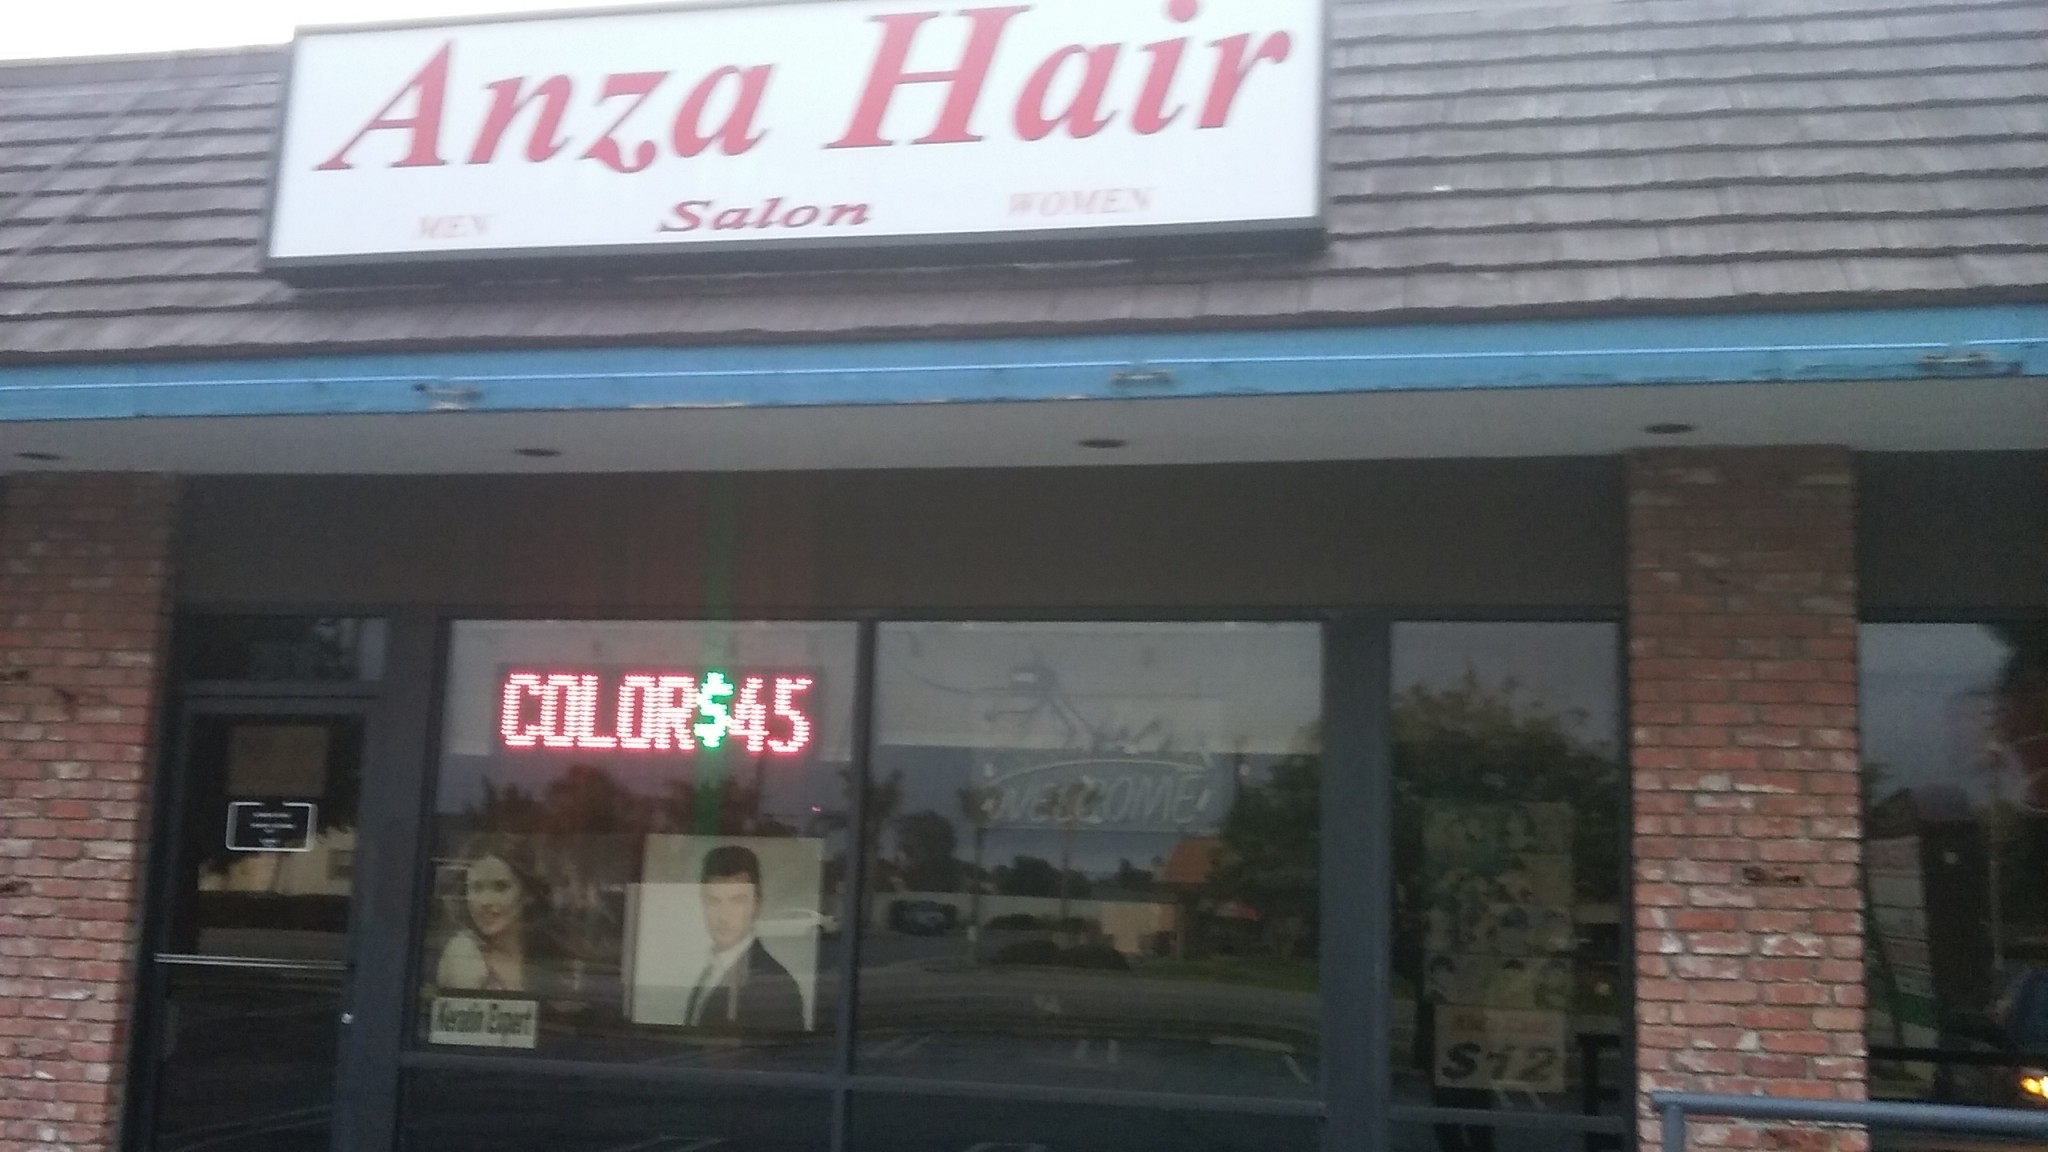 Anza Hair
MEN Salon WOMEN
COLOR$45
WELCOME
Keratin Expert
$12